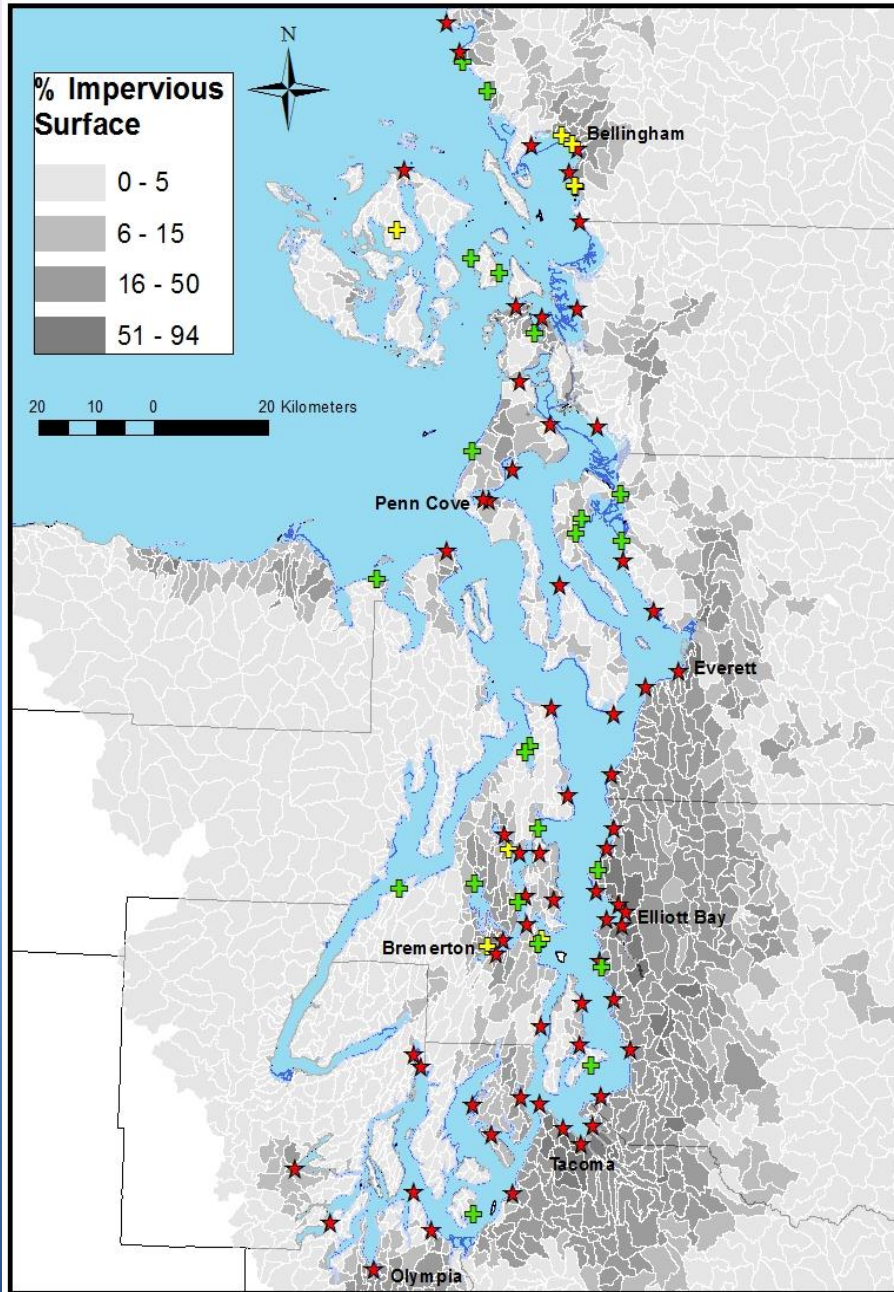 N
% Impervious
Surface
0 - 5
6 - 15
16 - 50
51 - 94
20 10 0 20 Kilometers
Bellingham
Penn Cove
Everett
Elliott Bay
Bremerton
Tacoma
Olympia